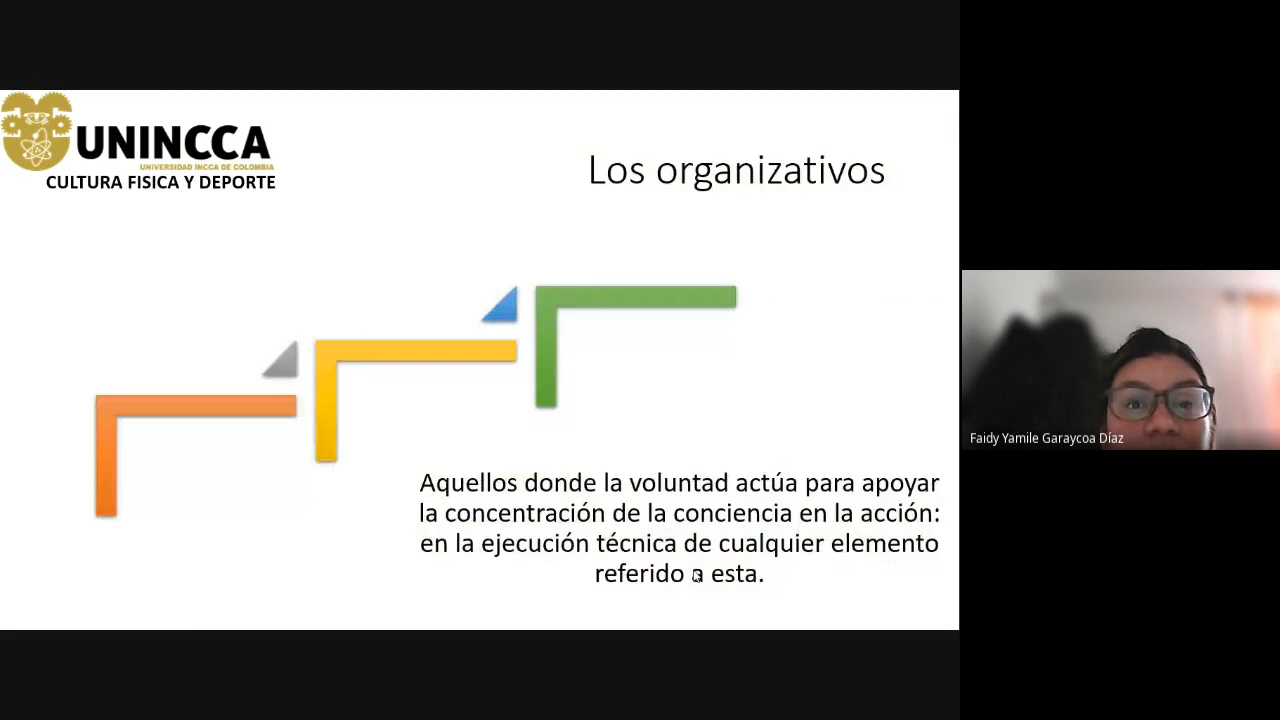 UNINCCA
UNIVERSIDAD INCCA DE COLOMBIA
CULTURA FISICA Y DEPORTE
Los organizativos
Aquellos donde la voluntad actúa para apoyar
la concentración de la conciencia en la acción:
en la ejecución técnica de cualquier elemento
referido a esta.
Faidy Yamile Garaycoa Díaz